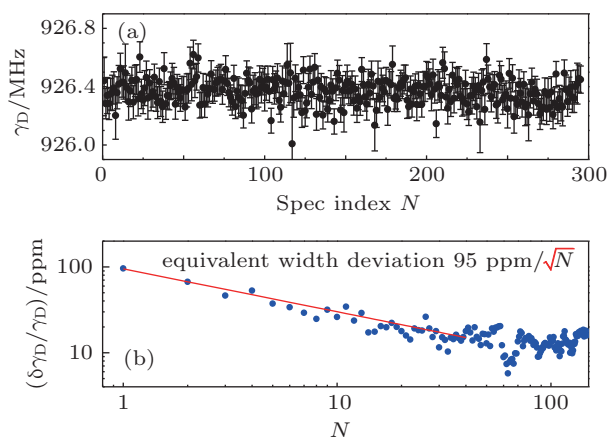 (a)
γD/MHz
926.8
926.4
926.0
0 100 200 300
Spec index N
equivalent width deviation 95 ppm/√N
(b)
((δγD/γD)/ppm
100
10
1 10 100
N